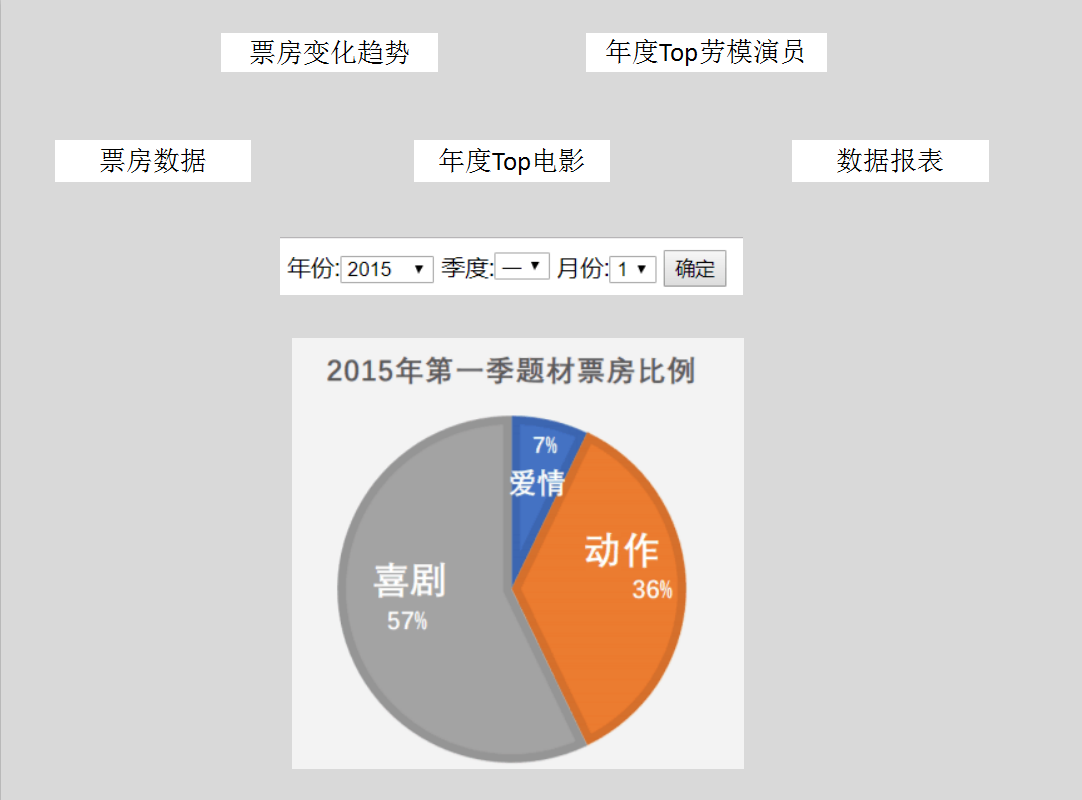 票房变化趋势
年度Top劳模演员
票房数据
年度Top电影
数据报表
年份:2015 季度:一 月份:1 确定
2015年第一季题材票房比例
7%
爱情
动作
36%
喜剧
57%